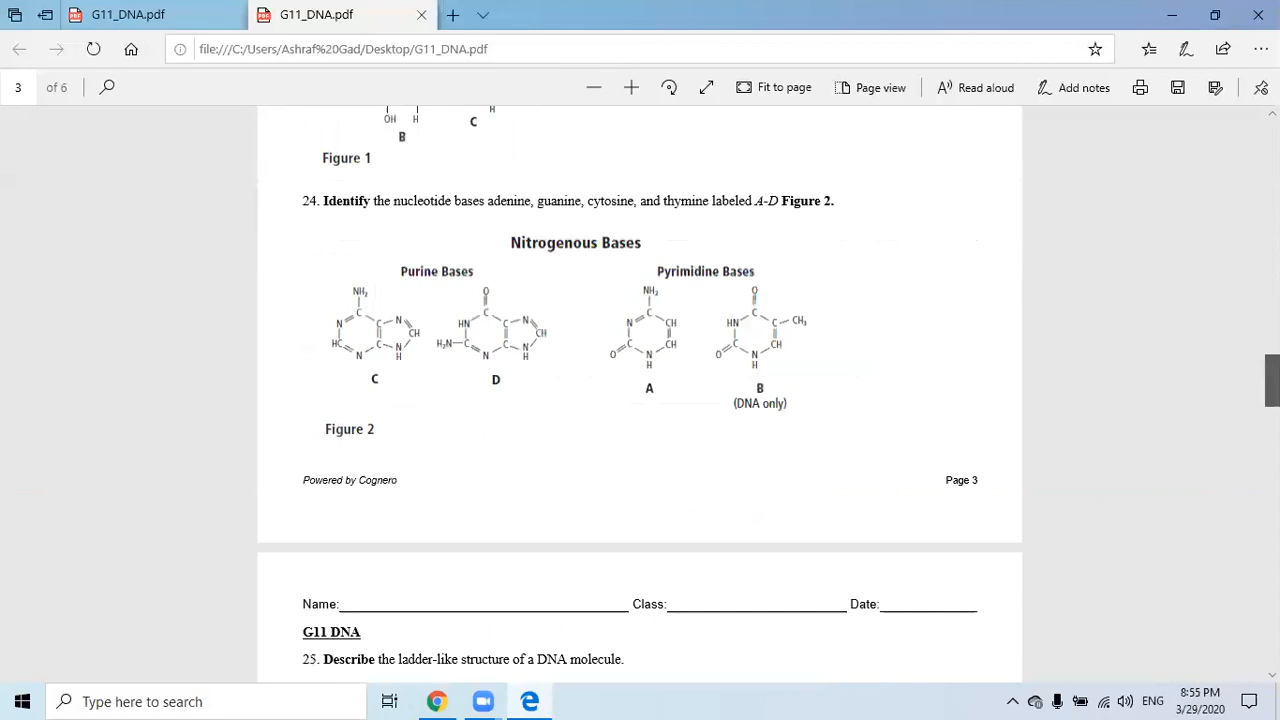 G11_DNA.pdf
G11_DNA.pdf
file:///C:/Users/Ashraf%20Gad/Desktop/G11_DNA.pdf
3 of 6
Fit to page
Page view
Read aloud
Add notes
OH H
H
B
C
Figure 1
24. Identify the nucleotide bases adenine, guanine, cytosine, and thymine labeled A-D Figure 2.
Nitrogenous Bases
Purine Bases
Pyrimidine Bases
NH₂
N C C N CH
HC N C N H
C
O
HN C C N CH
H₂N C N C N H
D
NH₂
N C CH
O C N CH
H
A
O
HN C C CH₃
O C N CH
H
B
(DNA only)
Figure 2
Powered by Cognero
Page 3
Name: Class: Date:
G11 DNA
25. Describe the ladder-like structure of a DNA molecule.
Type here to search
ENG
8:55 PM
3/29/2020